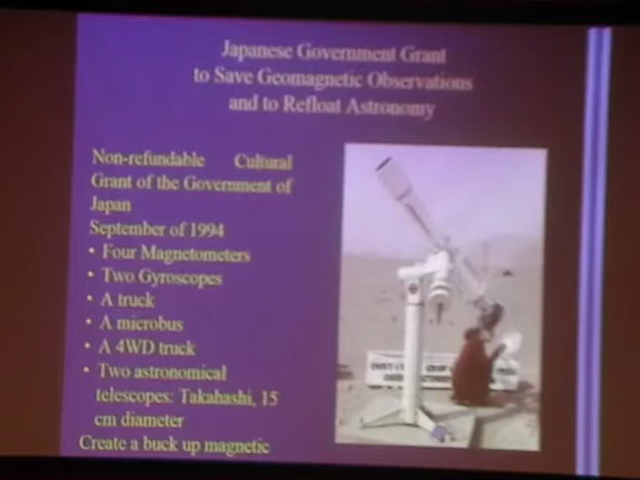 Japanese Government Grant
to Save Geomagnetic Observations
and to Refloat Astronomy
Non-refundable Cultural
Grant of the Government of
Japan
September of 1994
• Four Magnetometers
• Two Gyroscopes
• A truck
• A microbus
• A 4WD truck
• Two astronomical
telescopes: Takahashi, 15
cm diameter
Create a buck up magnetic